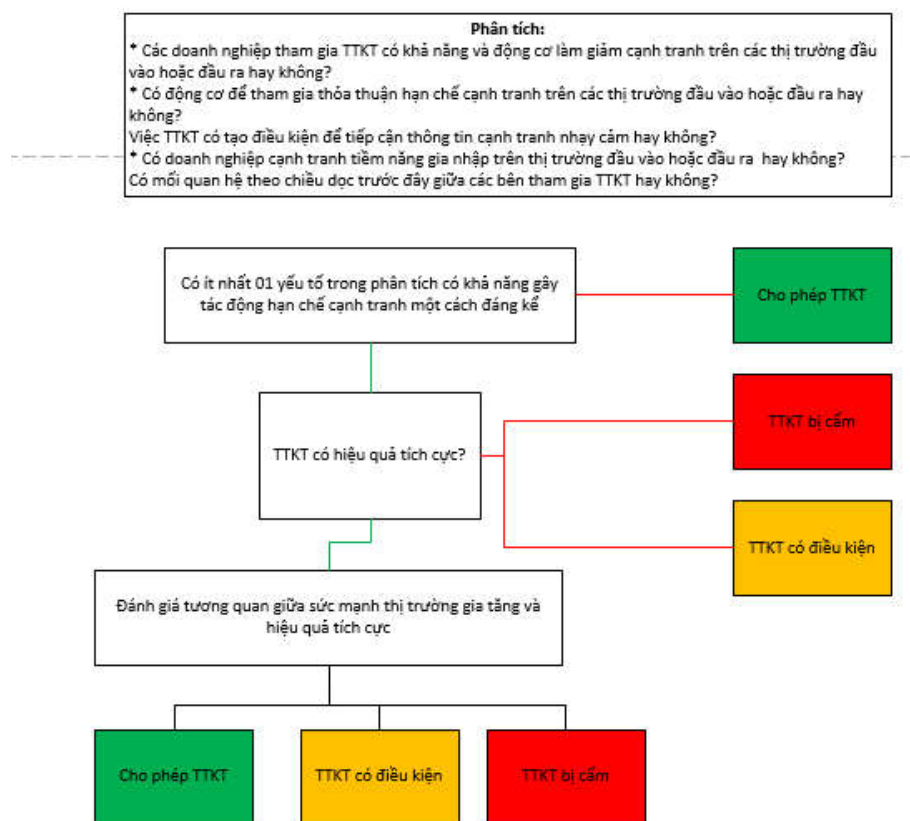 Phân tích:
* Các doanh nghiệp tham gia TTKT có khả năng và động cơ làm giảm cạnh tranh trên các thị trường đầu
vào hoặc đầu ra hay không?
* Có động cơ để tham gia thỏa thuận hạn chế cạnh tranh trên các thị trường đầu vào hoặc đầu ra hay
không?
Việc TTKT có tạo điều kiện để tiếp cận thông tin cạnh tranh nhạy cảm hay không?
* Có doanh nghiệp cạnh tranh tiềm năng gia nhập trên thị trường đầu vào hoặc đầu ra hay không?
Có mối quan hệ theo chiều dọc trước đây giữa các bên tham gia TTKT hay không?
Có ít nhất 01 yếu tố trong phân tích có khả năng gây
tác động hạn chế cạnh tranh một cách đáng kể
Cho phép TTKT
TTKT bị cấm
TTKT có hiệu quả tích cực?
TTKT có điều kiện
Đánh giá tương quan giữa sức mạnh thị trường gia tăng và
hiệu quả tích cực
Cho phép TTKT
TTKT có điều kiện
TTKT bị cấm